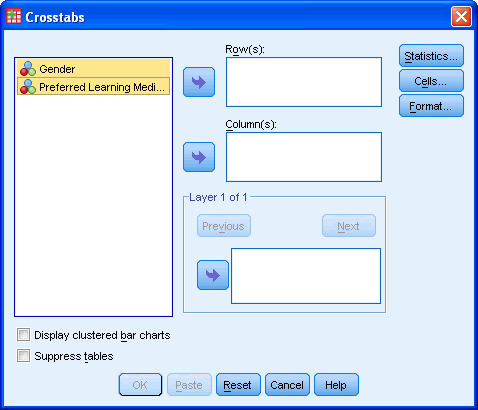 Crosstabs
Gender
Preferred Learning Medi...
Row(s):
Column(s):
Layer 1 of 1
Previous
Next
Statistics...
Cells...
Format...
Display clustered bar charts
Suppress tables
OK
Paste
Reset
Cancel
Help